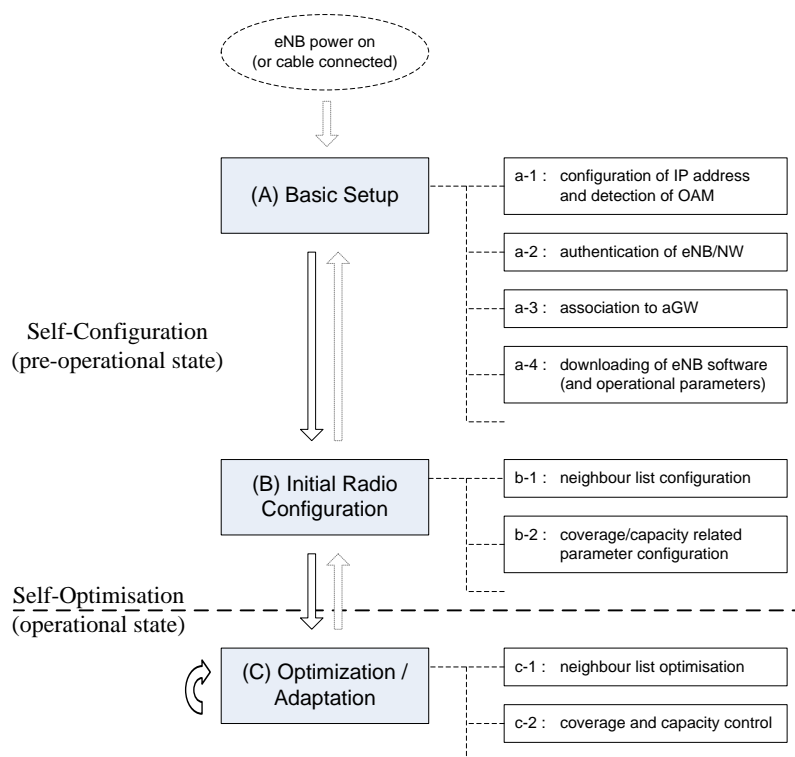 eNB power on
(or cable connected)
(A) Basic Setup
a-1 : configuration of IP address
and detection of OAM
a-2 : authentication of eNB/NW
a-3 : association to aGW
a-4 : downloading of eNB software
(and operational parameters)
Self-Configuration
(pre-operational state)
(B) Initial Radio
Configuration
b-1 : neighbour list configuration
b-2 : coverage/capacity related
parameter configuration
Self-Optimisation
(operational state)
(C) Optimization /
Adaptation
c-1 : neighbour list optimisation
c-2 : coverage and capacity control